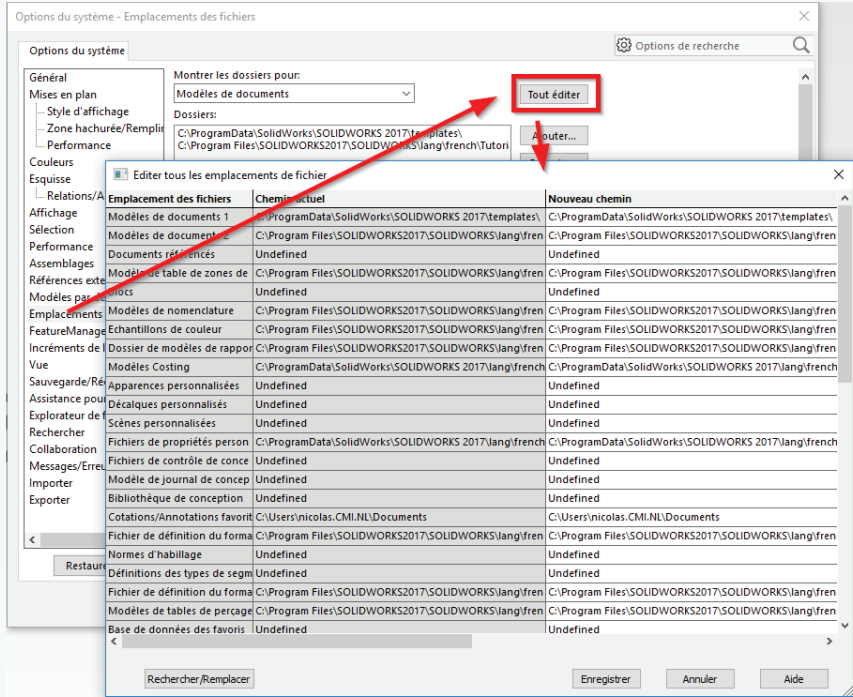 Options du système - Emplacements des fichiers
Options du système
Options de recherche
Général
Mises en plan
Style d'affichage
Zone hachurée/Remplir
Performance
Couleurs
Esquisse
Relations/A
Affichage
Sélection
Performance
Assemblages
Références exte
Modèles par d
Emplacements
FeatureManage
Incréments de l
Vue
Sauvegarde/Ré
Assistance pour
Explorateur de f
Rechercher
Collaboration
Messages/Erreu
Importer
Exporter
Restaure
Montrer les dossiers pour:
Modèles de documents
Tout éditer
Dossiers:
C:\ProgramData\SolidWorks\SOLIDWORKS 2017\templates\
C:\Program Files\SOLIDWORKS2017\SOLIDWORKS\lang\french\Tutori
Ajouter...
Editer tous les emplacements de fichier
Emplacement des fichiers Chemin actuel Nouveau chemin
Modèles de documents 1 C:\ProgramData\SolidWorks\SOLIDWORKS 2017\templates\ C:\ProgramData\SolidWorks\SOLIDWORKS 2017\templates\
Modèles de documents 2 C:\Program Files\SOLIDWORKS2017\SOLIDWORKS\lang\fren C:\Program Files\SOLIDWORKS2017\SOLIDWORKS\lang\fren
Documents référencés Undefined Undefined
Modèle de table de zones de C:\Program Files\SOLIDWORKS2017\SOLIDWORKS\lang\fren C:\Program Files\SOLIDWORKS2017\SOLIDWORKS\lang\fren
Blocs Undefined Undefined
Modèles de nomenclature C:\Program Files\SOLIDWORKS2017\SOLIDWORKS\lang\fren C:\Program Files\SOLIDWORKS2017\SOLIDWORKS\lang\fren
Echantillons de couleur C:\Program Files\SOLIDWORKS2017\SOLIDWORKS\lang\fren C:\Program Files\SOLIDWORKS2017\SOLIDWORKS\lang\fren
Dossier de modèles de rappor C:\Program Files\SOLIDWORKS2017\SOLIDWORKS\lang\fren C:\Program Files\SOLIDWORKS2017\SOLIDWORKS\lang\fren
Modèles Costing C:\ProgramData\SolidWorks\SOLIDWORKS 2017\lang\french C:\ProgramData\SolidWorks\SOLIDWORKS 2017\lang\french
Apparences personnalisées Undefined Undefined
Décalques personnalisés Undefined Undefined
Scènes personnalisées Undefined Undefined
Fichiers de propriétés person C:\ProgramData\SolidWorks\SOLIDWORKS 2017\lang\french C:\ProgramData\SolidWorks\SOLIDWORKS 2017\lang\french
Fichiers de contrôle de conce Undefined Undefined
Modèle de journal de concep Undefined Undefined
Bibliothèque de conception Undefined Undefined
Cotations/Annotations favorit C:\Users\nicolas.CMI.NL\Documents C:\Users\nicolas.CMI.NL\Documents
Fichier de définition du forma C:\Program Files\SOLIDWORKS2017\SOLIDWORKS\lang\fren C:\Program Files\SOLIDWORKS2017\SOLIDWORKS\lang\fren
Normes d'habillage Undefined Undefined
Définitions des types de segm Undefined Undefined
Fichier de définition du forma C:\Program Files\SOLIDWORKS2017\SOLIDWORKS\lang\fren C:\Program Files\SOLIDWORKS2017\SOLIDWORKS\lang\fren
Modèles de tables de perçage C:\Program Files\SOLIDWORKS2017\SOLIDWORKS\lang\fren C:\Program Files\SOLIDWORKS2017\SOLIDWORKS\lang\fren
Base de données des favoris Undefined Undefined
Rechercher/Remplacer
Enregistrer
Annuler
Aide